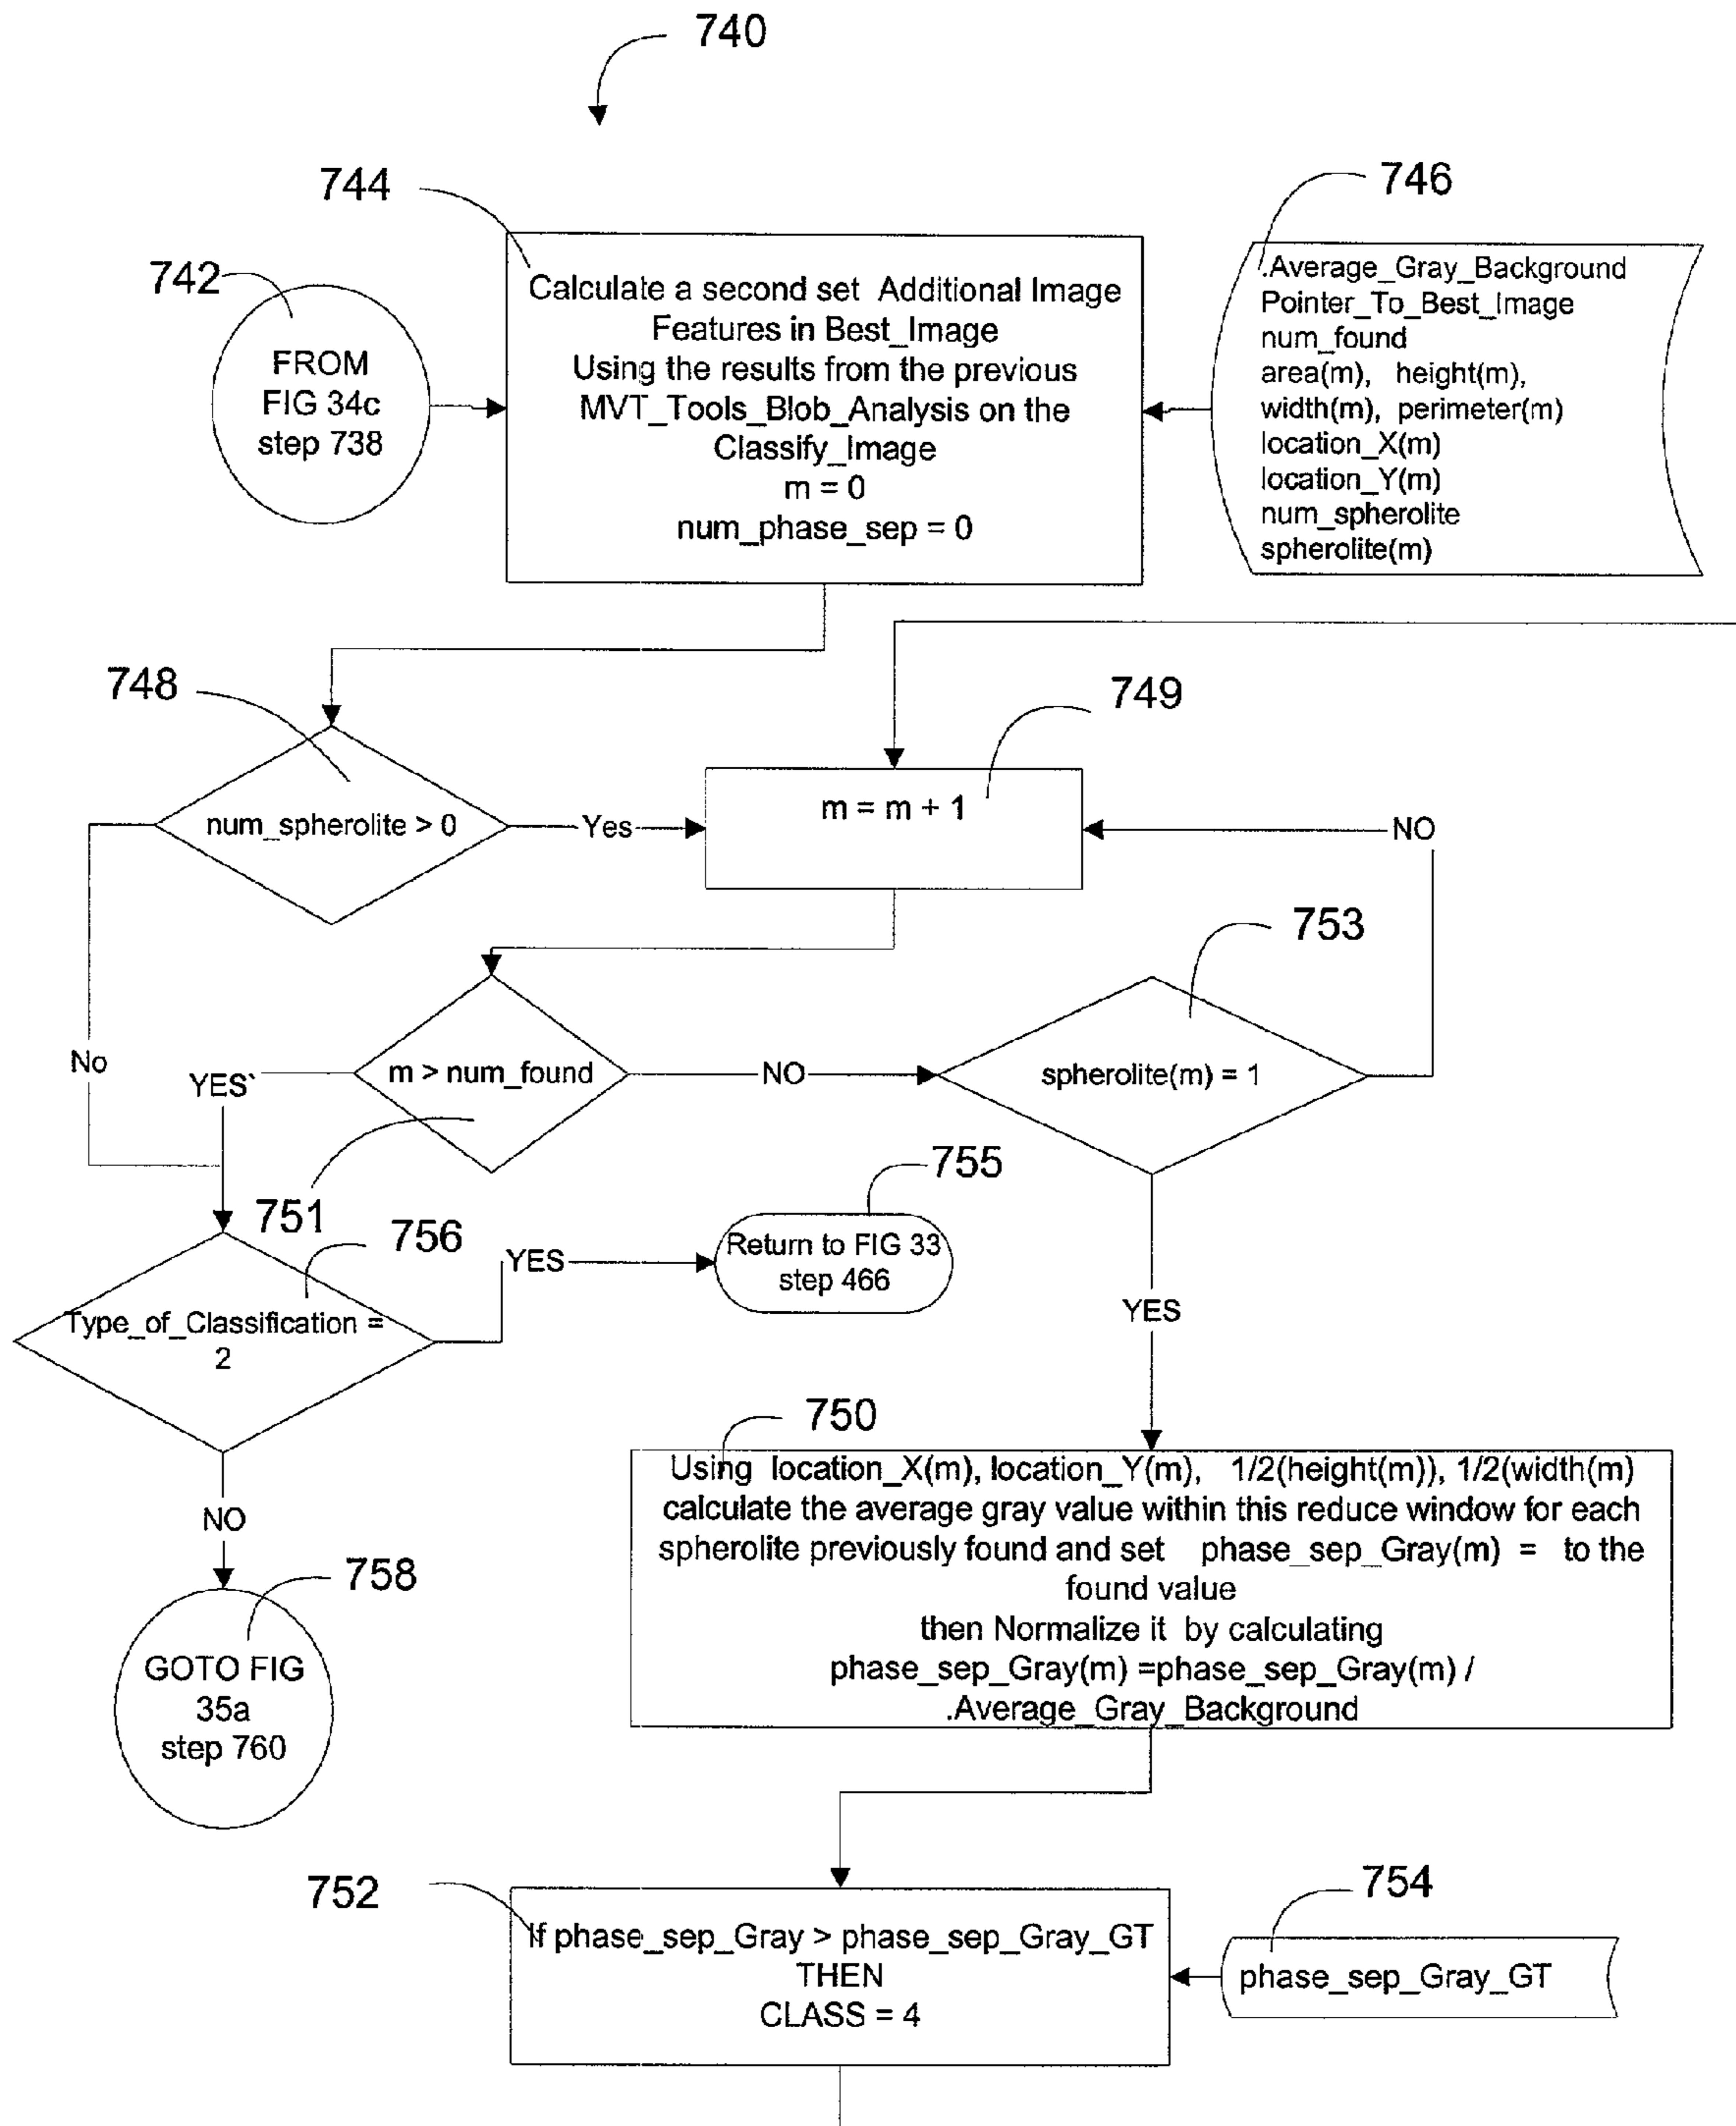 740
744
746
742
Calculate a second set Additional Image
Features in Best_Image
Using the results from the previous
MVT_Tools_Blob_Analysis on the
Classify_Image
m = 0
num_phase_sep = 0
.Average_Gray_Background
Pointer_To_Best_Image
num_found
area(m), height(m),
width(m), perimeter(m)
location_X(m)
location_Y(m)
num_spherolite
spherolite(m)
FROM
FIG 34c
step 738
748
749
num_spherolite > 0
Yes
m = m + 1
NO
753
No
YES`
m > num_found
NO
spherolite(m) = 1
751
755
756
YES
Return to FIG 33
step 466
Type_of_Classification =
2
YES
NO
750
Using location_X(m), location_Y(m), 1/2(height(m)), 1/2(width(m)
calculate the average gray value within this reduce window for each
spherolite previously found and set phase_sep_Gray(m) = to the
found value
then Normalize it by calculating
phase_sep_Gray(m) =phase_sep_Gray(m) /
.Average_Gray_Background
758
GOTO FIG
35a
step 760
752
754
If phase_sep_Gray > phase_sep_Gray_GT
THEN
CLASS = 4
phase_sep_Gray_GT